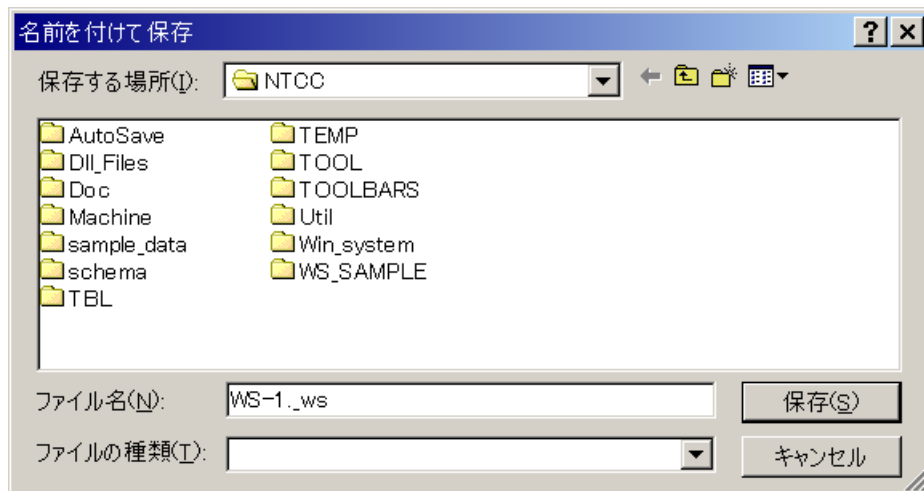 名前を付けて保存
保存する場所(I): NTCC
AutoSave TEMP
Dll_Files TOOL
Doc TOOLBARS
Machine Util
sample_data Win_system
schema WS_SAMPLE
TBL
ファイル名(N): WS-1._ws 保存(S)
ファイルの種類(T): キャンセル